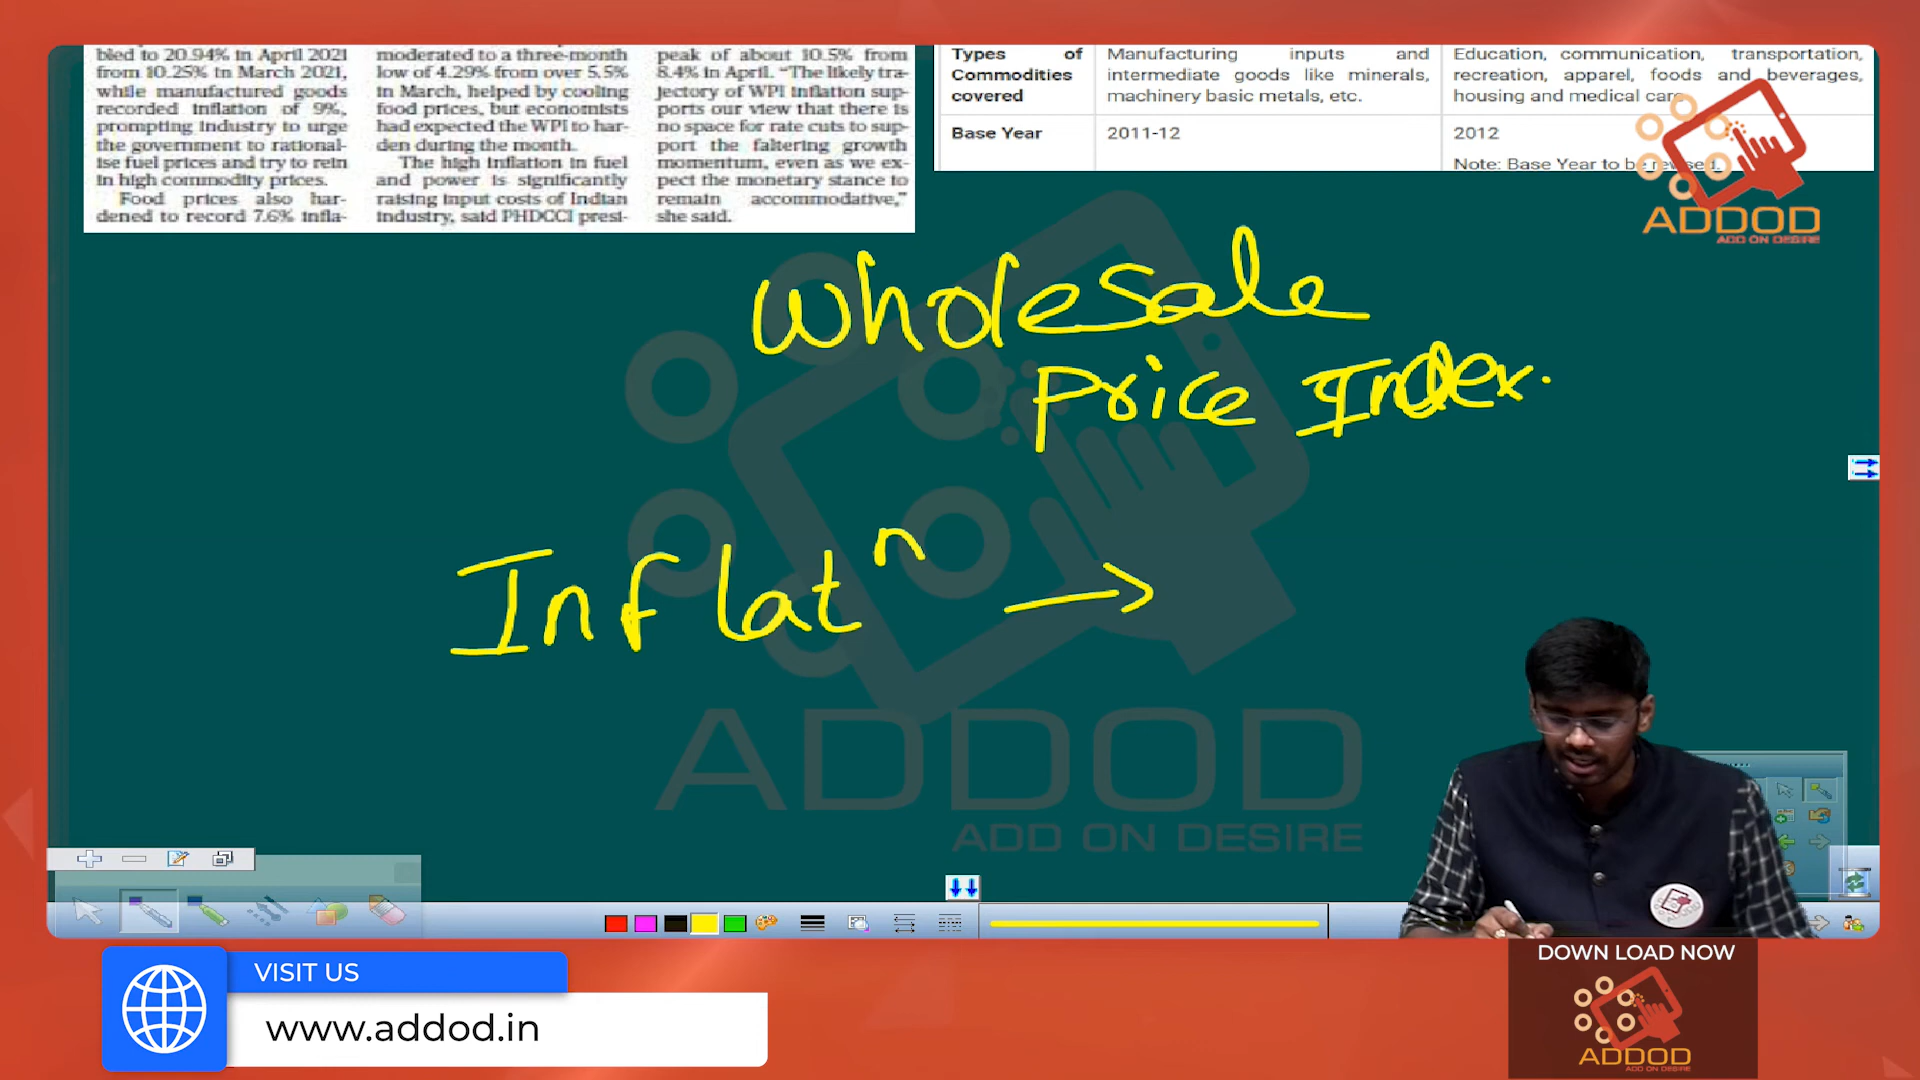 bled to 20.94% in April 2021
from 10.25% in March 2021,
while manufactured goods
recorded inflation of 9%,
prompting industry to urge
the government to rational-
ise fuel prices and try to rein
in high commodity prices.
Food prices also har-
dened to record 7.6% infla-
moderated to a three-month
low of 4.29% from over 5.5%
in March, helped by cooling
food prices, but economists
had expected the WPI to har-
den during the month.
The high inflation in fuel
and power is significantly
raising input costs of Indian
industry, said PHDCCI presi-
peak of about 10.5% from
8.4% in April. “The likely tra-
jectory of WPI inflation sup-
ports our view that there is
no space for rate cuts to sup-
port the faltering growth
momentum, even as we ex-
pect the monetary stance to
remain accommodative,”
she said.
Types of Commodities covered
Manufacturing inputs and
intermediate goods like minerals,
machinery basic metals, etc.
Education, communication, transportation,
recreation, apparel, foods and beverages,
housing and medical care
Base Year
2011-12
2012
Note: Base Year to be revised.
ADDOD
ADD ON DESIRE
Wholesale
Price Index.
Inflatⁿ →
ADDOD
ADD ON DESIRE
VISIT US
www.addod.in
DOWN LOAD NOW
ADDOD
ADD ON DESIRE